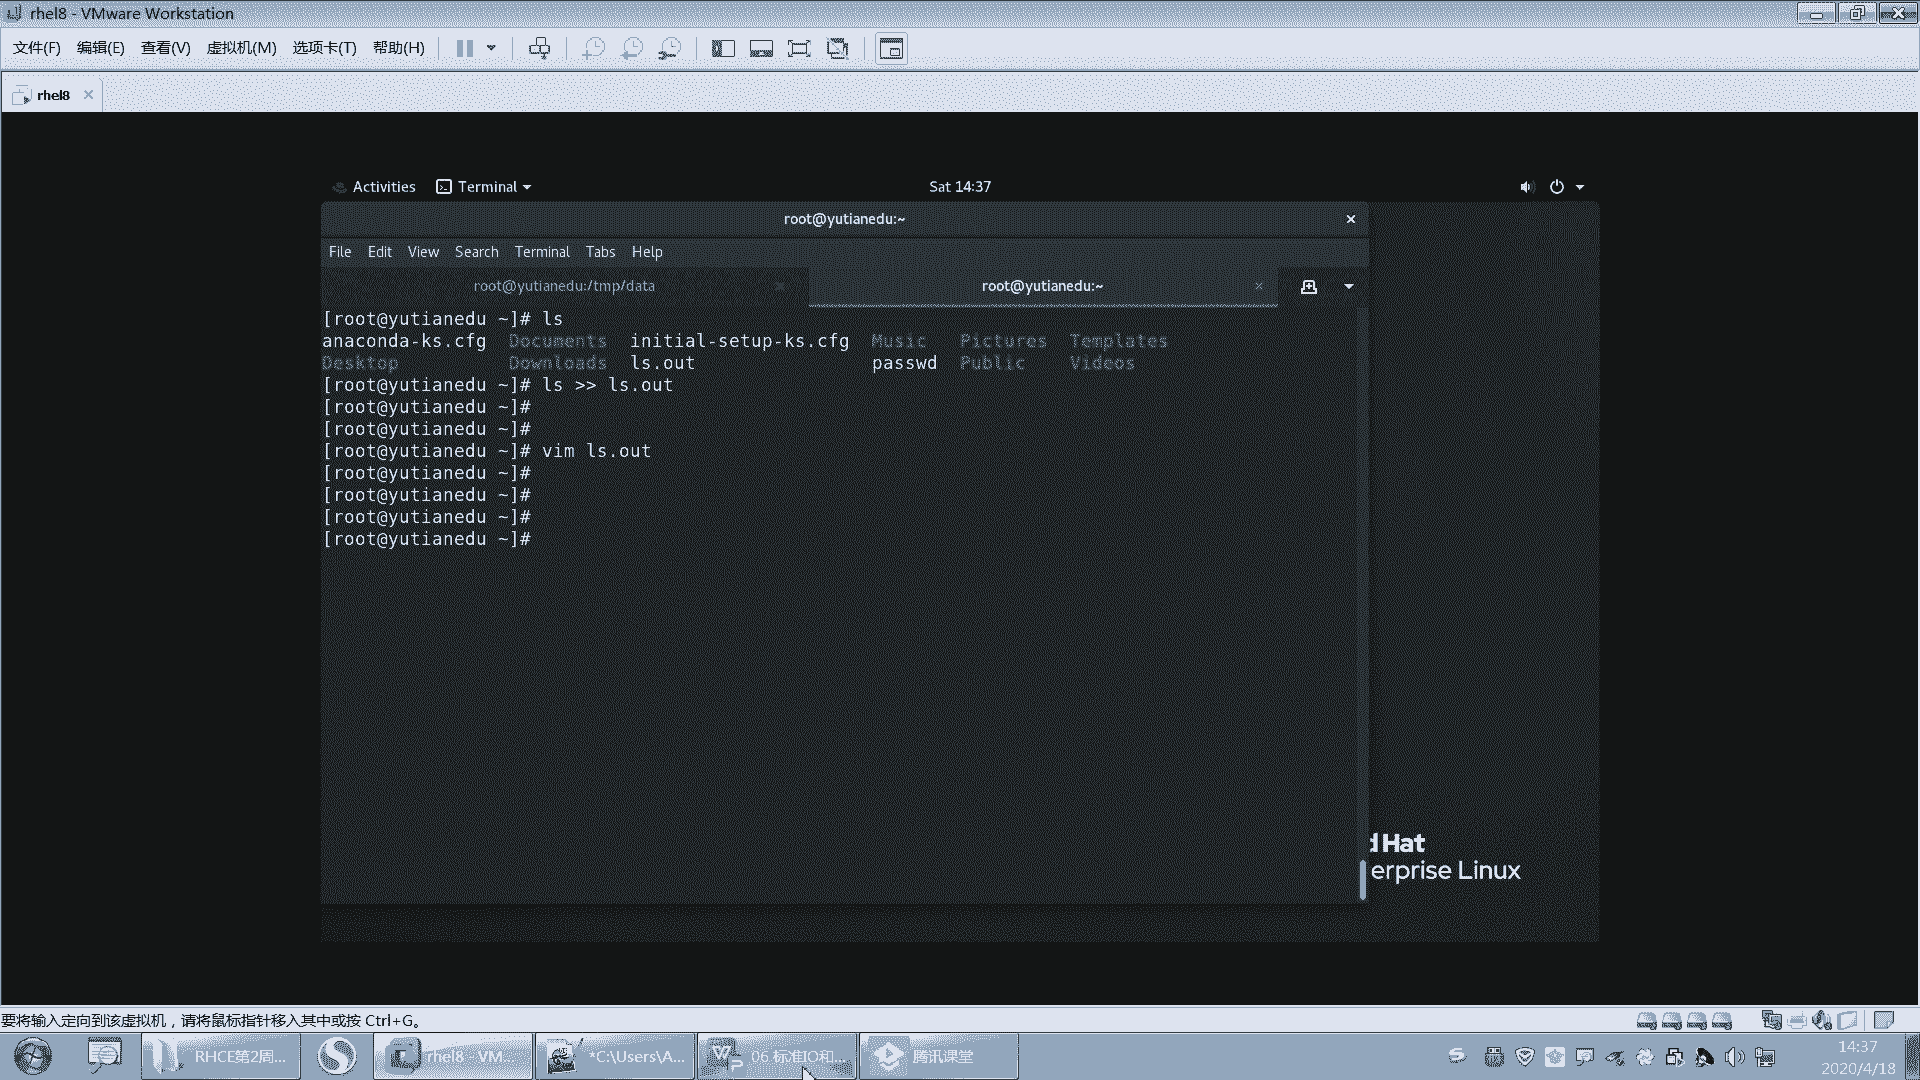 rhel8 - VMware Workstation
文件(F) 编辑(E) 查看(V) 虚拟机(M) 选项卡(T) 帮助(H)
rhel8
Activities Terminal Sat 14:37
root@yutianedu:~
File Edit View Search Terminal Tabs Help
root@yutianedu:/tmp/data root@yutianedu:~
[root@yutianedu ~]# ls
anaconda-ks.cfg Documents initial-setup-ks.cfg Music Pictures Templates
Desktop Downloads ls.out passwd Public Videos
[root@yutianedu ~]# ls >> ls.out
[root@yutianedu ~]#
[root@yutianedu ~]#
[root@yutianedu ~]# vim ls.out
[root@yutianedu ~]#
[root@yutianedu ~]#
[root@yutianedu ~]#
[root@yutianedu ~]#
d Hat
erprise Linux
要将输入定向到该虚拟机，请将鼠标指针移入其中或按 Ctrl+G。
RHCE第2周... rhel8 - VM... *C:\Users\A... 06.标准IO和... 腾讯课堂
14:37
2020/4/18